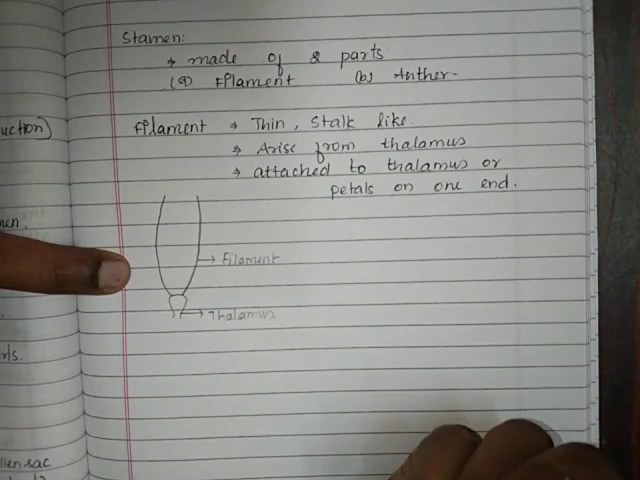 Stamen:
→ made of 2 parts
(a) Filament (b) Anther
Filament → Thin, Stalk like.
→ Arise from thalamus
→ attached to thalamus or
petals on one end.
→ Filament
→ Thalamus
uction)
men.
rls.
llen sac